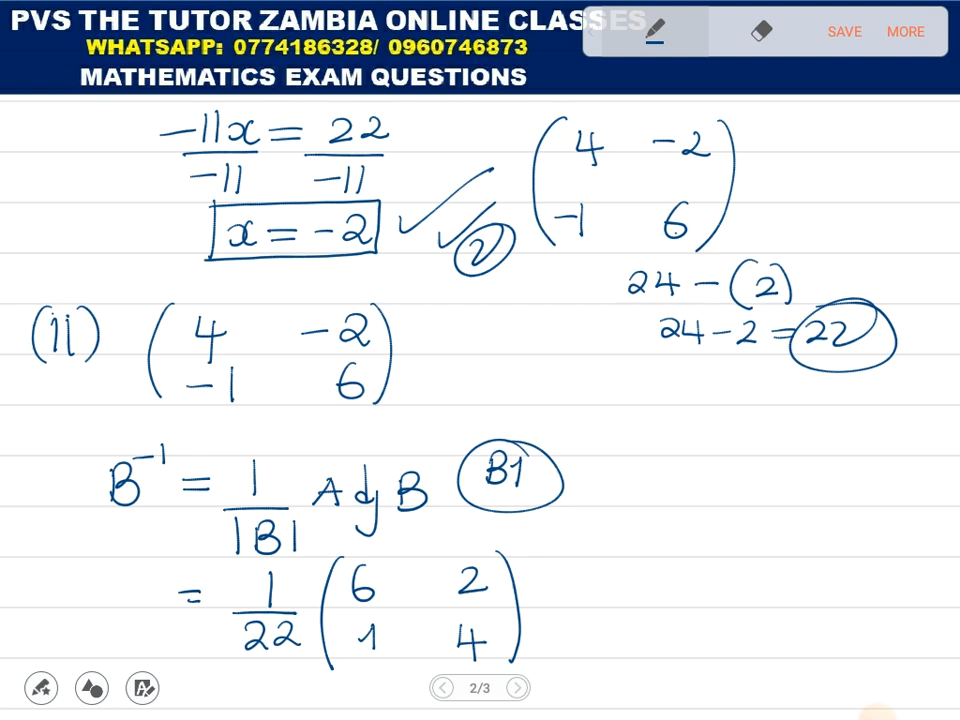 PVS THE TUTOR ZAMBIA ONLINE CLASSES
WHATSAPP: 0774186328/ 0960746873
MATHEMATICS EXAM QUESTIONS
SAVE MORE
-11x = 22
-11 -11
x = -2
2
4 -2
-1 6
24 - (2)
24 - 2 = 22
(II) 4 -2
-1 6
B⁻¹ = 1 Adj B B1
|B|
= 1 6 2
22 1 4
2/3